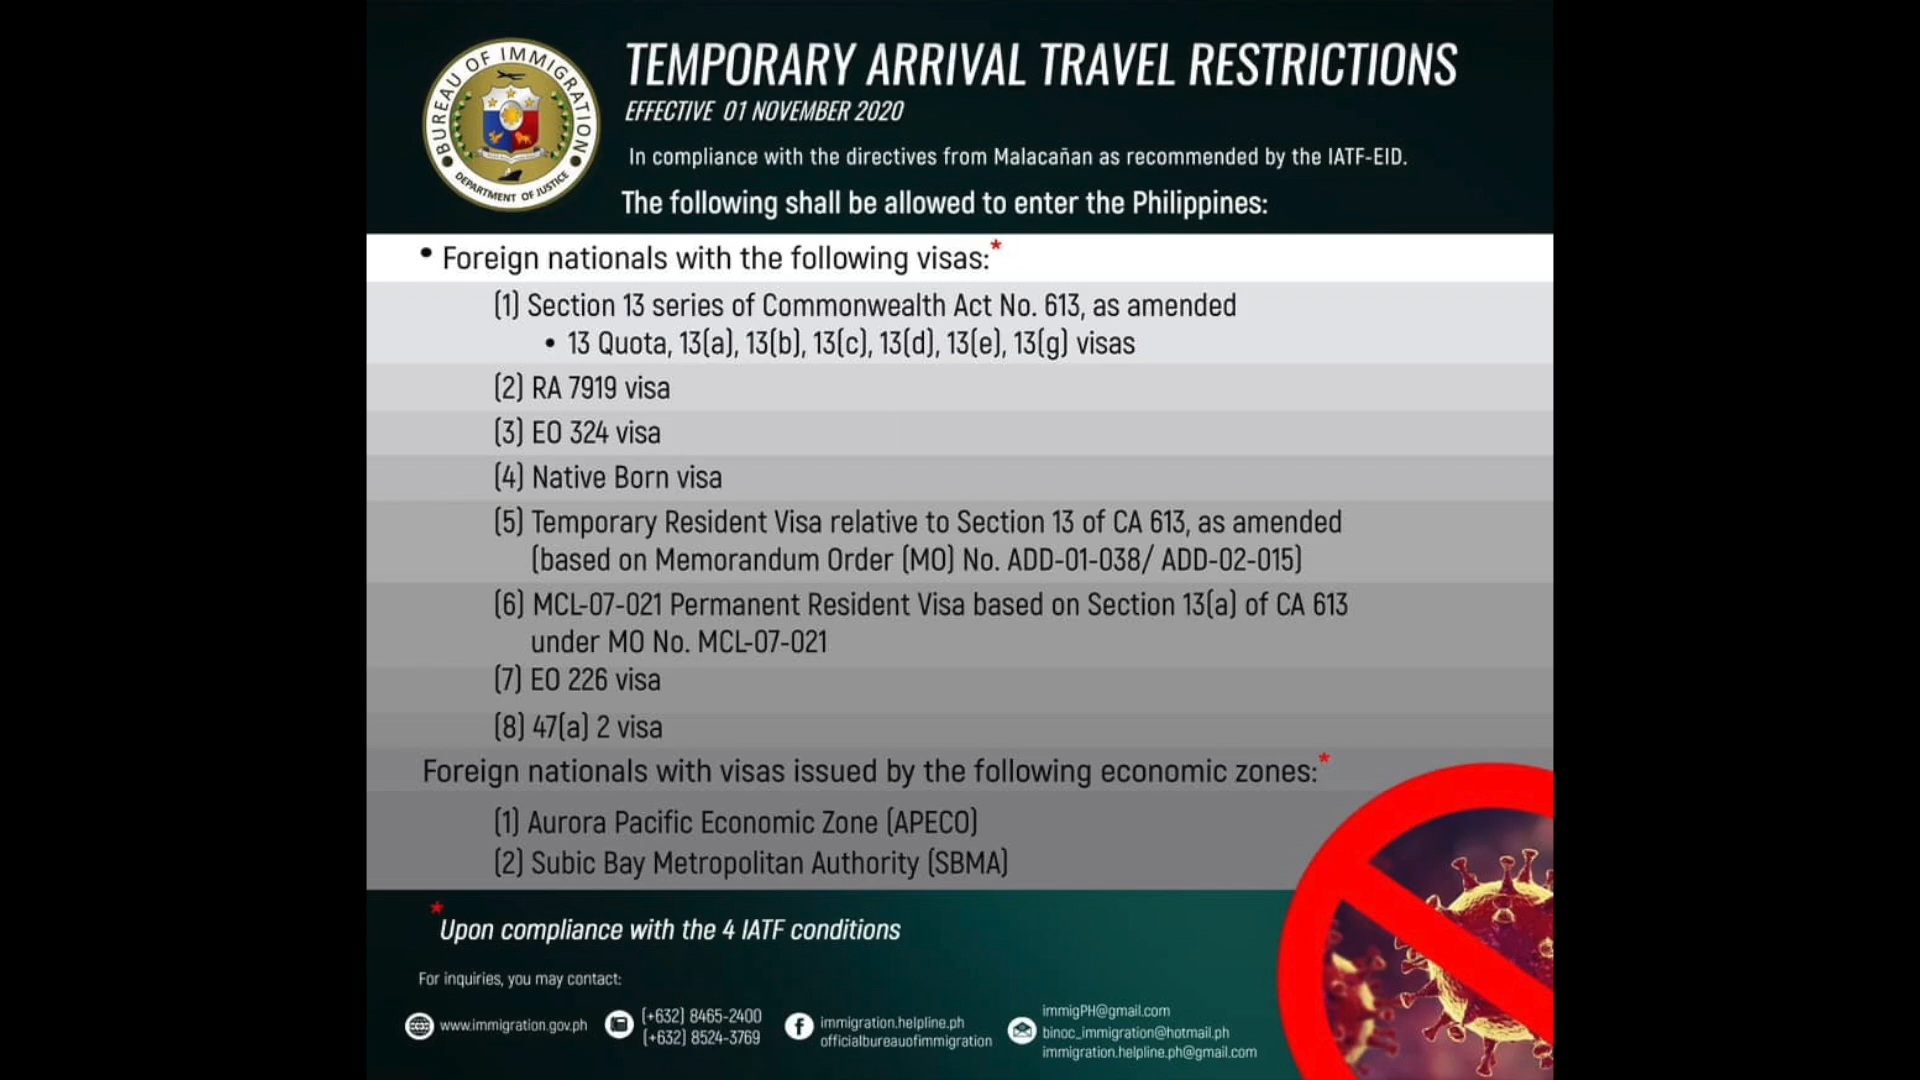 BUREAU OF IMMIGRATION
DEPARTMENT OF JUSTICE
TEMPORARY ARRIVAL TRAVEL RESTRICTIONS
EFFECTIVE 01 NOVEMBER 2020
In compliance with the directives from Malacañan as recommended by the IATF-EID.
The following shall be allowed to enter the Philippines:
• Foreign nationals with the following visas:*
(1) Section 13 series of Commonwealth Act No. 613, as amended
• 13 Quota, 13(a), 13(b), 13(c), 13(d), 13(e), 13(g) visas
(2) RA 7919 visa
(3) EO 324 visa
(4) Native Born visa
(5) Temporary Resident Visa relative to Section 13 of CA 613, as amended
(based on Memorandum Order (MO) No. ADD-01-038/ ADD-02-015)
(6) MCL-07-021 Permanent Resident Visa based on Section 13(a) of CA 613
under MO No. MCL-07-021
(7) EO 226 visa
(8) 47(a) 2 visa
Foreign nationals with visas issued by the following economic zones:*
(1) Aurora Pacific Economic Zone (APECO)
(2) Subic Bay Metropolitan Authority (SBMA)
*Upon compliance with the 4 IATF conditions
For inquiries, you may contact:
www.immigration.gov.ph
(+632) 8465-2400
(+632) 8524-3769
immigration.helpline.ph
officialbureauofimmigration
immigPH@gmail.com
binoc_immigration@hotmail.ph
immigration.helpline.ph@gmail.com